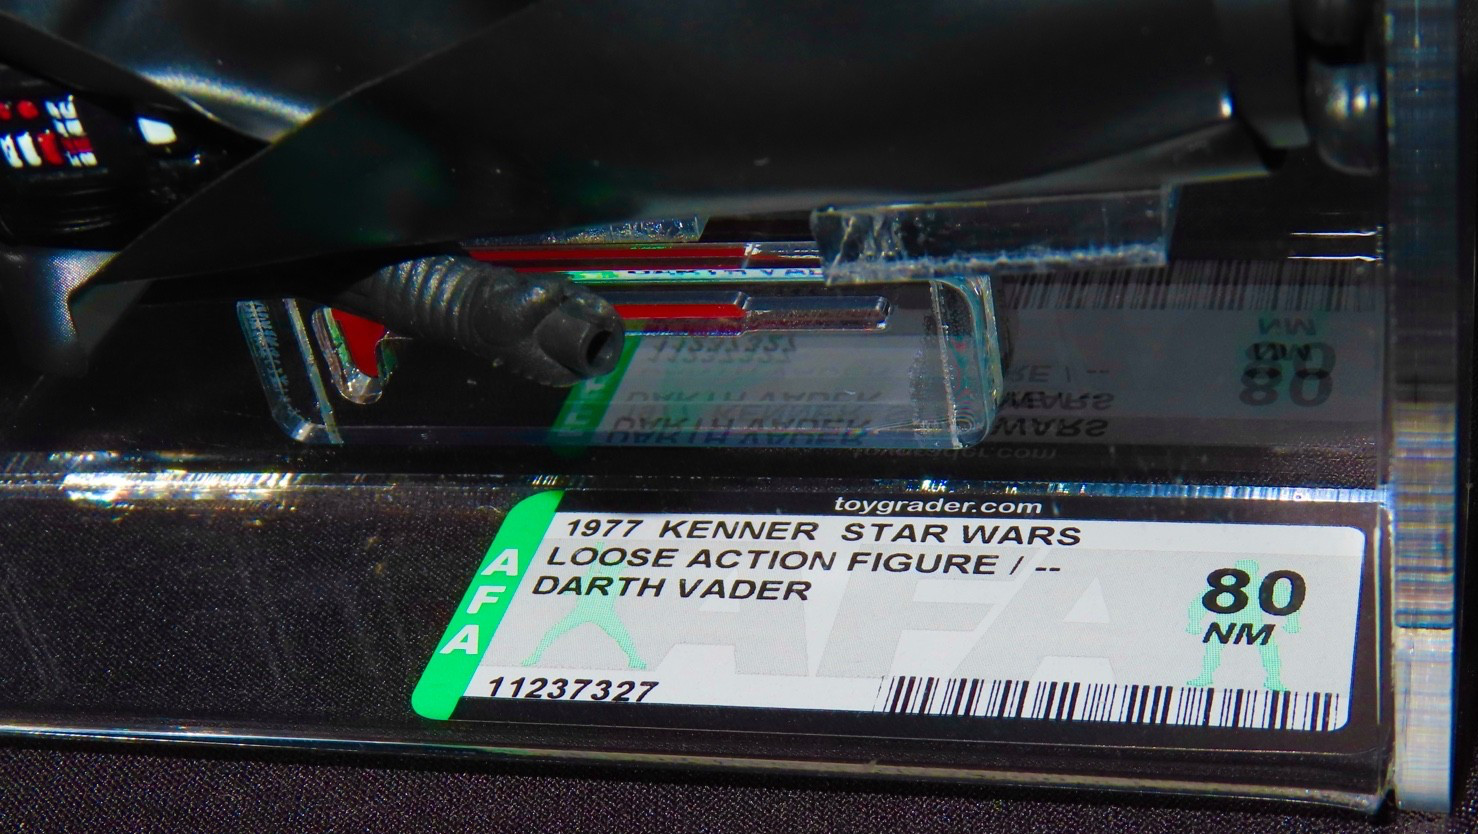 toygrader.com
1977 KENNER STAR WARS
LOOSE ACTION FIGURE / --
DARTH VADER
80
NM
AFA
11237327